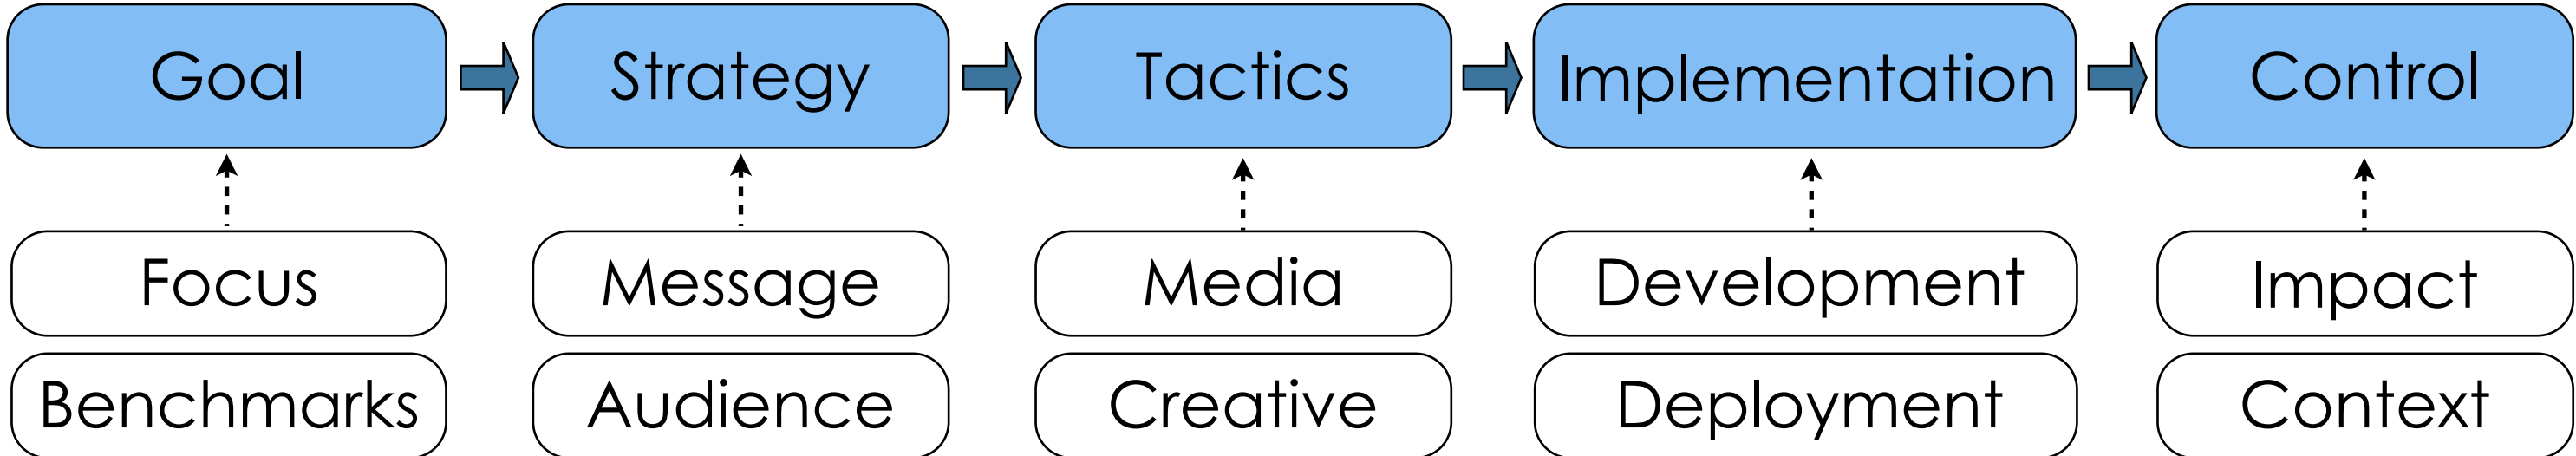 Goal
Strategy
Tactics
Implementation
Control
Focus
Message
Media
Development
Impact
Benchmarks
Audience
Creative
Deployment
Context